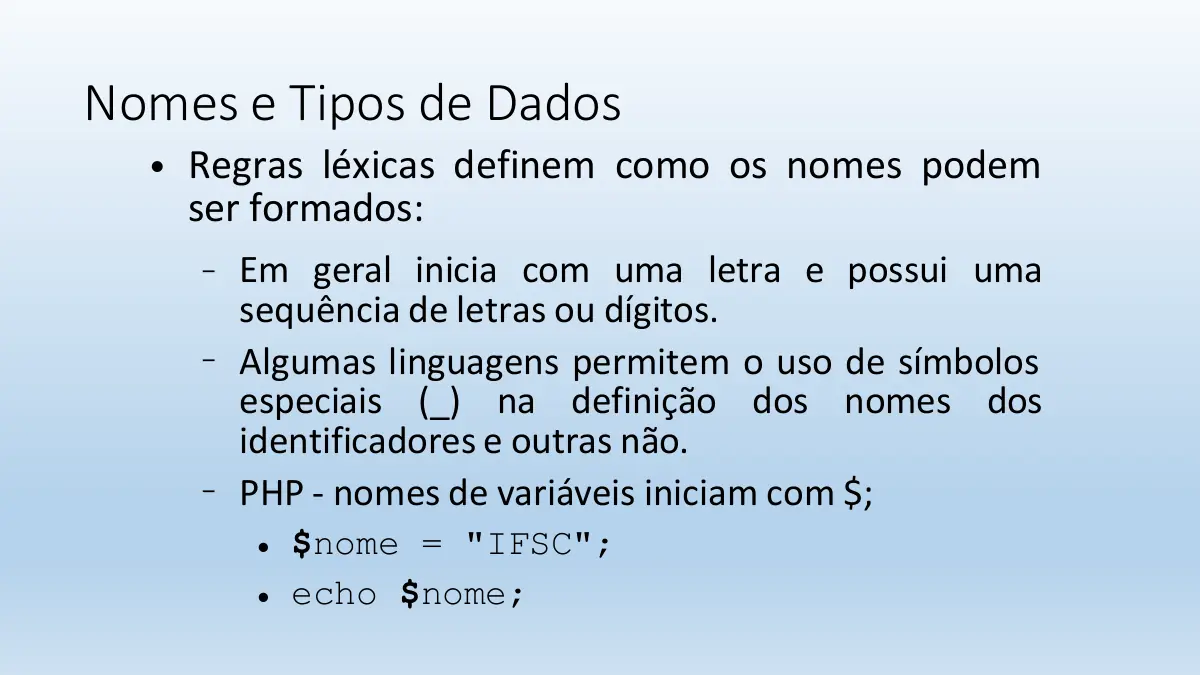 Nomes e Tipos de Dados
• Regras léxicas definem como os nomes podem
ser formados:
– Em geral inicia com uma letra e possui uma
sequência de letras ou dígitos.
– Algumas linguagens permitem o uso de símbolos
especiais (_) na definição dos nomes dos
identificadores e outras não.
– PHP - nomes de variáveis iniciam com $;
• $nome = "IFSC";
• echo $nome;